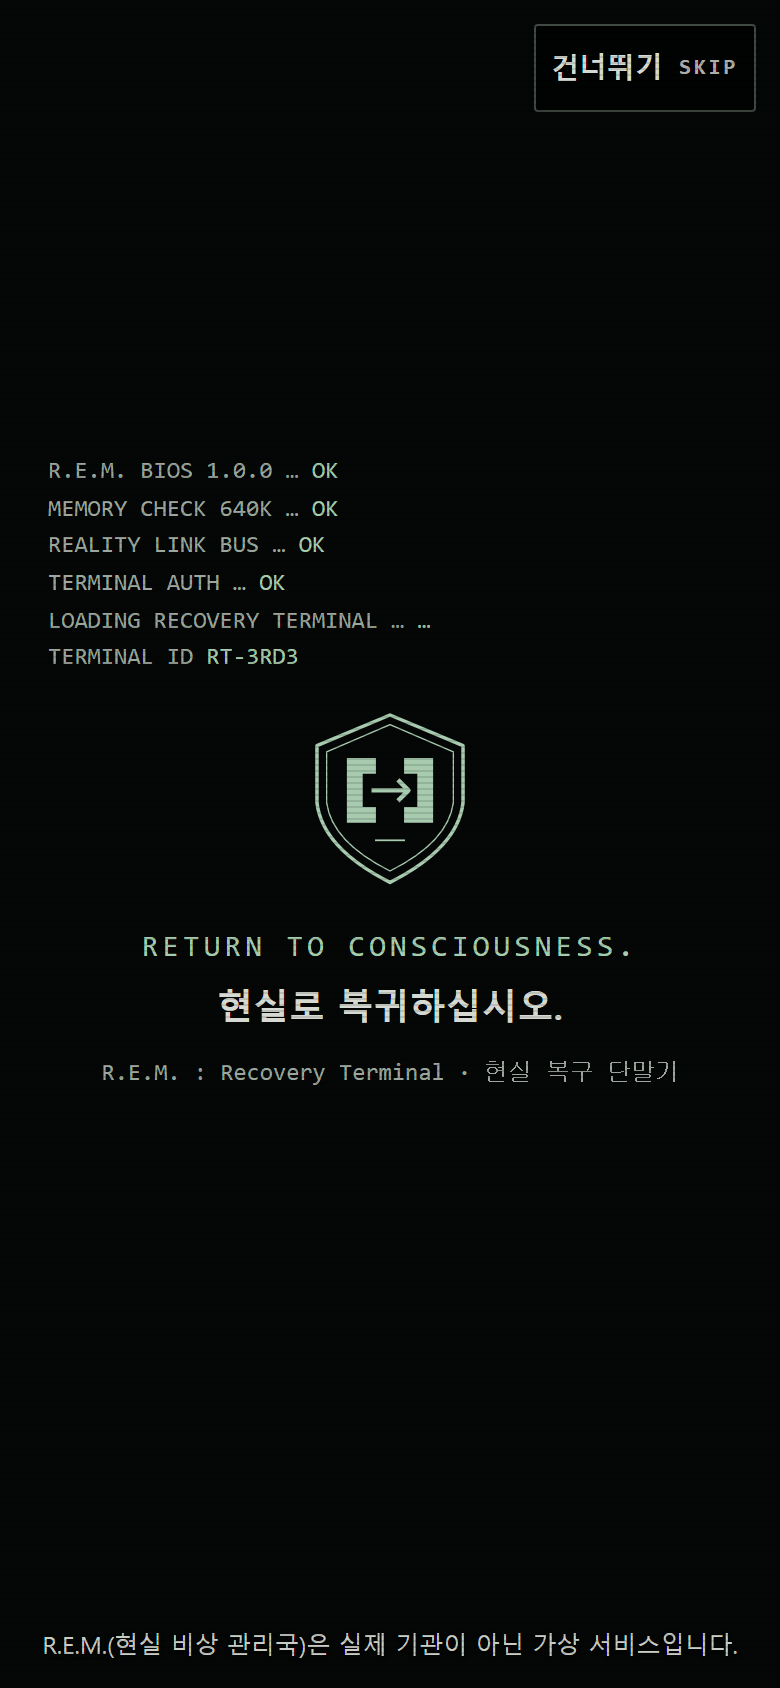 건너뛰기 SKIP
R.E.M. BIOS 1.0.0 … OK
MEMORY CHECK 640K … OK
REALITY LINK BUS … OK
TERMINAL AUTH … OK
LOADING RECOVERY TERMINAL … …
TERMINAL ID RT-3RD3
RETURN TO CONSCIOUSNESS.
현실로 복귀하십시오.
R.E.M. : Recovery Terminal · 현실 복구 단말기
R.E.M.(현실 비상 관리국)은 실제 기관이 아닌 가상 서비스입니다.